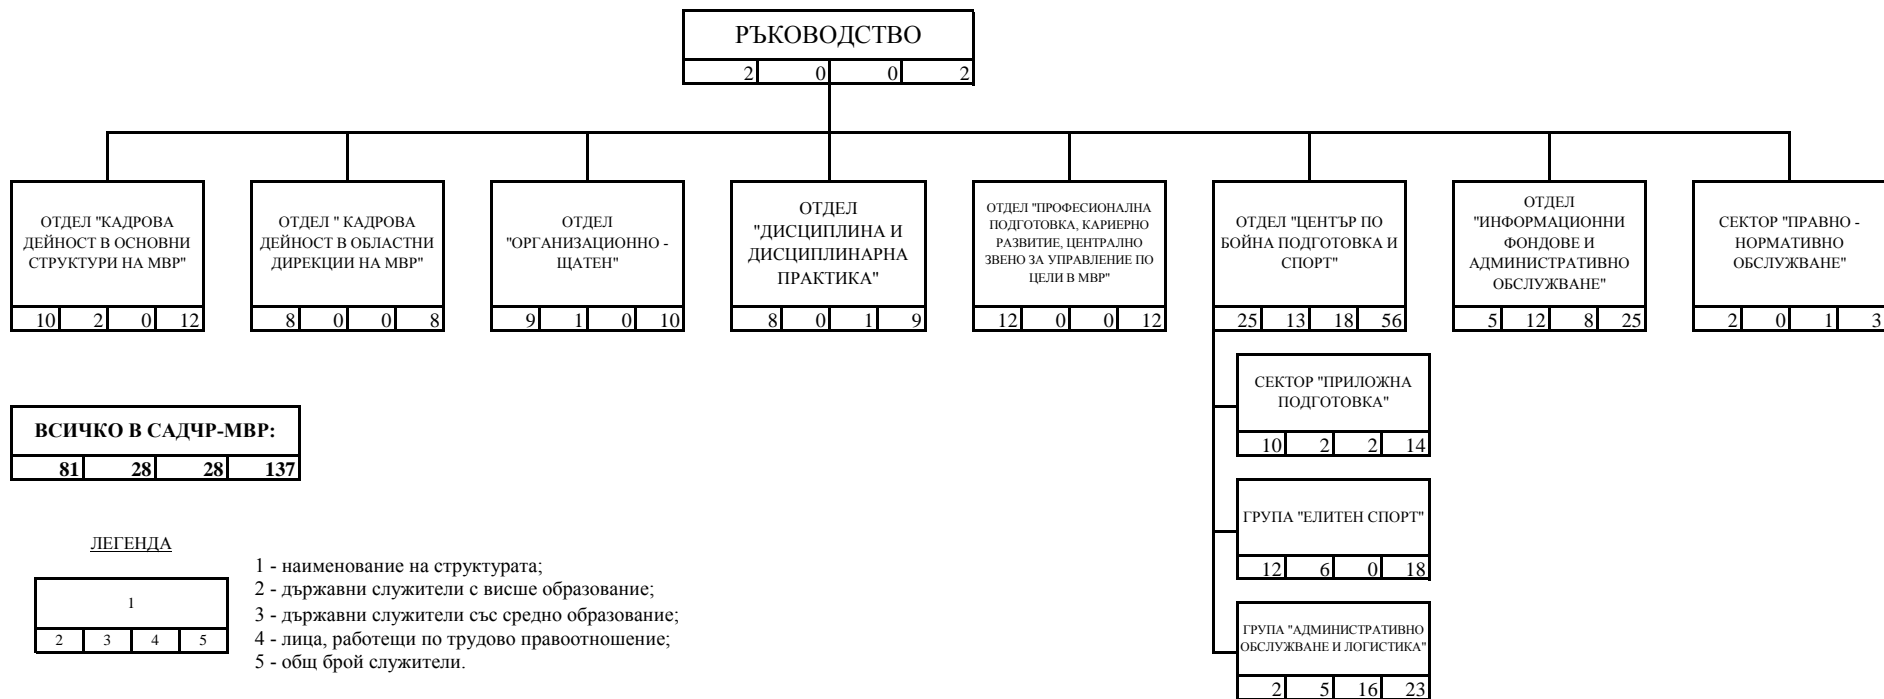 РЪКОВОДСТВО
2 0 0 2
ОТДЕЛ "КАДРОВА
ДЕЙНОСТ В ОСНОВНИ
СТРУКТУРИ НА МВР"
10 2 0 12
ОТДЕЛ " КАДРОВА
ДЕЙНОСТ В ОБЛАСТНИ
ДИРЕКЦИИ НА МВР"
8 0 0 8
ОТДЕЛ
"ОРГАНИЗАЦИОННО -
ЩАТЕН"
9 1 0 10
ОТДЕЛ
"ДИСЦИПЛИНА И
ДИСЦИПЛИНАРНА
ПРАКТИКА"
8 0 1 9
ОТДЕЛ "ПРОФЕСИОНАЛНА
ПОДГОТОВКА, КАРИЕРНО
РАЗВИТИЕ, ЦЕНТРАЛНО
ЗВЕНО ЗА УПРАВЛЕНИЕ ПО
ЦЕЛИ В МВР"
12 0 0 12
ОТДЕЛ "ЦЕНТЪР ПО
БОЙНА ПОДГОТОВКА И
СПОРТ"
25 13 18 56
ОТДЕЛ
"ИНФОРМАЦИОННИ
ФОНДОВЕ И
АДМИНИСТРАТИВНО
ОБСЛУЖВАНЕ"
5 12 8 25
СЕКТОР "ПРАВНО -
НОРМАТИВНО
ОБСЛУЖВАНЕ"
2 0 1 3
СЕКТОР "ПРИЛОЖНА
ПОДГОТОВКА"
10 2 2 14
ГРУПА "ЕЛИТЕН СПОРТ"
12 6 0 18
ГРУПА "АДМИНИСТРАТИВНО
ОБСЛУЖВАНЕ И ЛОГИСТИКА"
2 5 16 23
ВСИЧКО В САДЧР-МВР:
81 28 28 137
ЛЕГЕНДА
1
2 3 4 5
1 - наименование на структурата;
2 - държавни служители с висше образование;
3 - държавни служители със средно образование;
4 - лица, работещи по трудово правоотношение;
5 - общ брой служители.